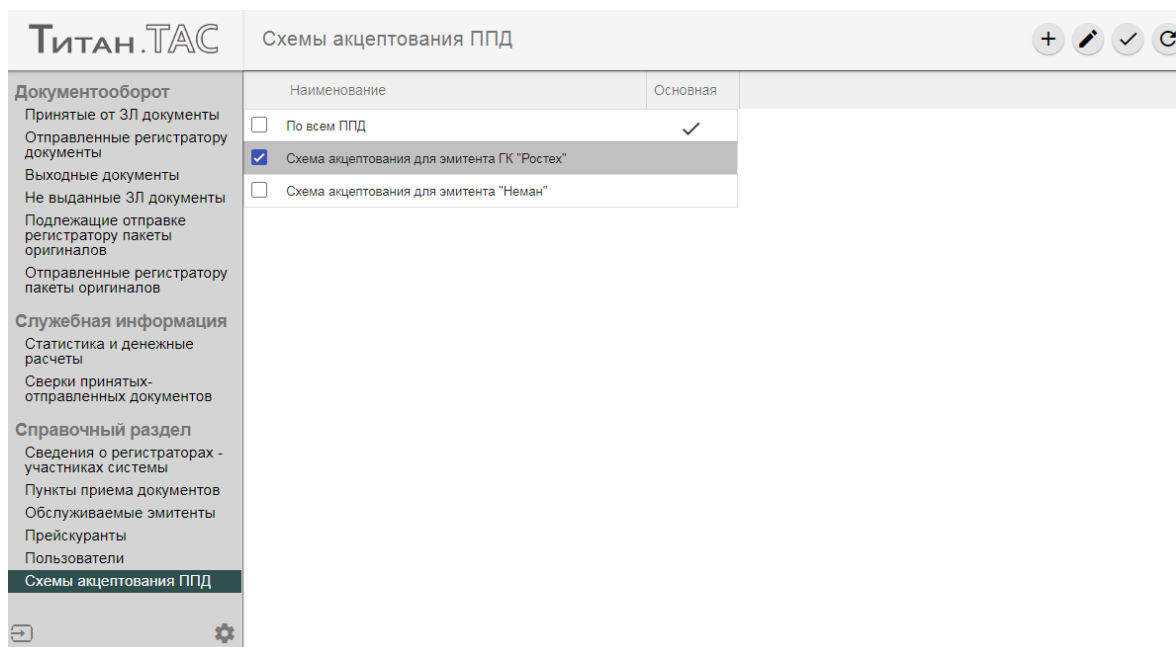 Титан.ТАС
Схемы акцептования ППД
Документооборот
Принятые от ЗЛ документы
Отправленные регистратору
документы
Выходные документы
Не выданные ЗЛ документы
Подлежащие отправке
регистратору пакеты
оригиналов
Отправленные регистратору
пакеты оригиналов
Служебная информация
Статистика и денежные
расчеты
Сверки принятых-
отправленных документов
Справочный раздел
Сведения о регистраторах -
участниках системы
Пункты приема документов
Обслуживаемые эмитенты
Прейскуранты
Пользователи
Схемы акцептования ППД
Наименование Основная
По всем ППД
Схема акцептования для эмитента ГК "Ростех"
Схема акцептования для эмитента "Неман"